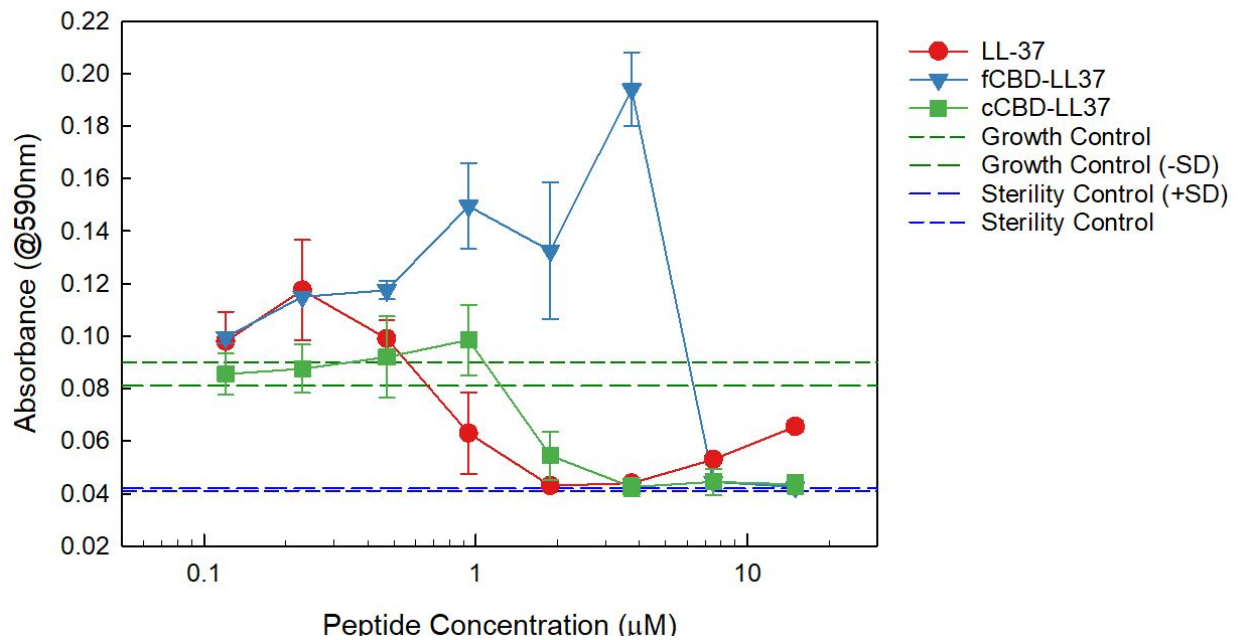 0.22
0.20
0.18
0.16
0.14
0.12
0.10
0.08
0.06
0.04
0.02
Absorbance (@590nm)
0.1
1
10
Peptide Concentration (μM)
LL-37
fCBD-LL37
cCBD-LL37
Growth Control
Growth Control (-SD)
Sterility Control (+SD)
Sterility Control